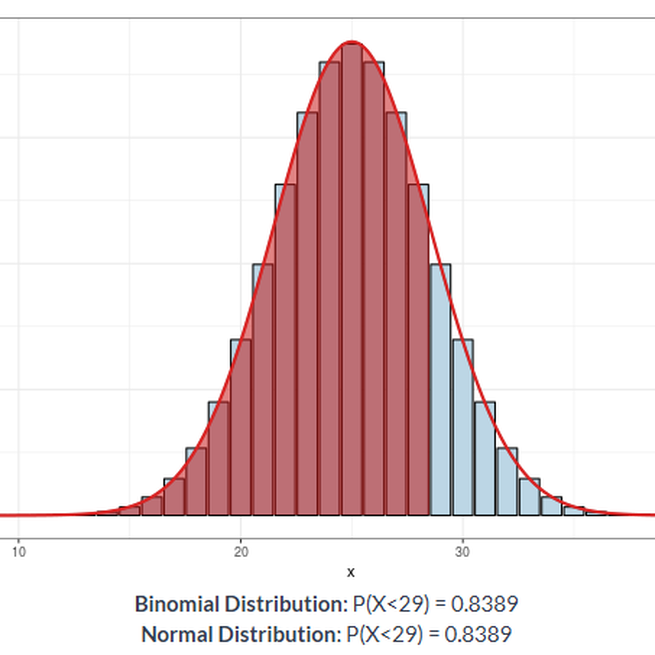 10 20 30
x
Binomial Distribution: P(X<29) = 0.8389
Normal Distribution: P(X<29) = 0.8389